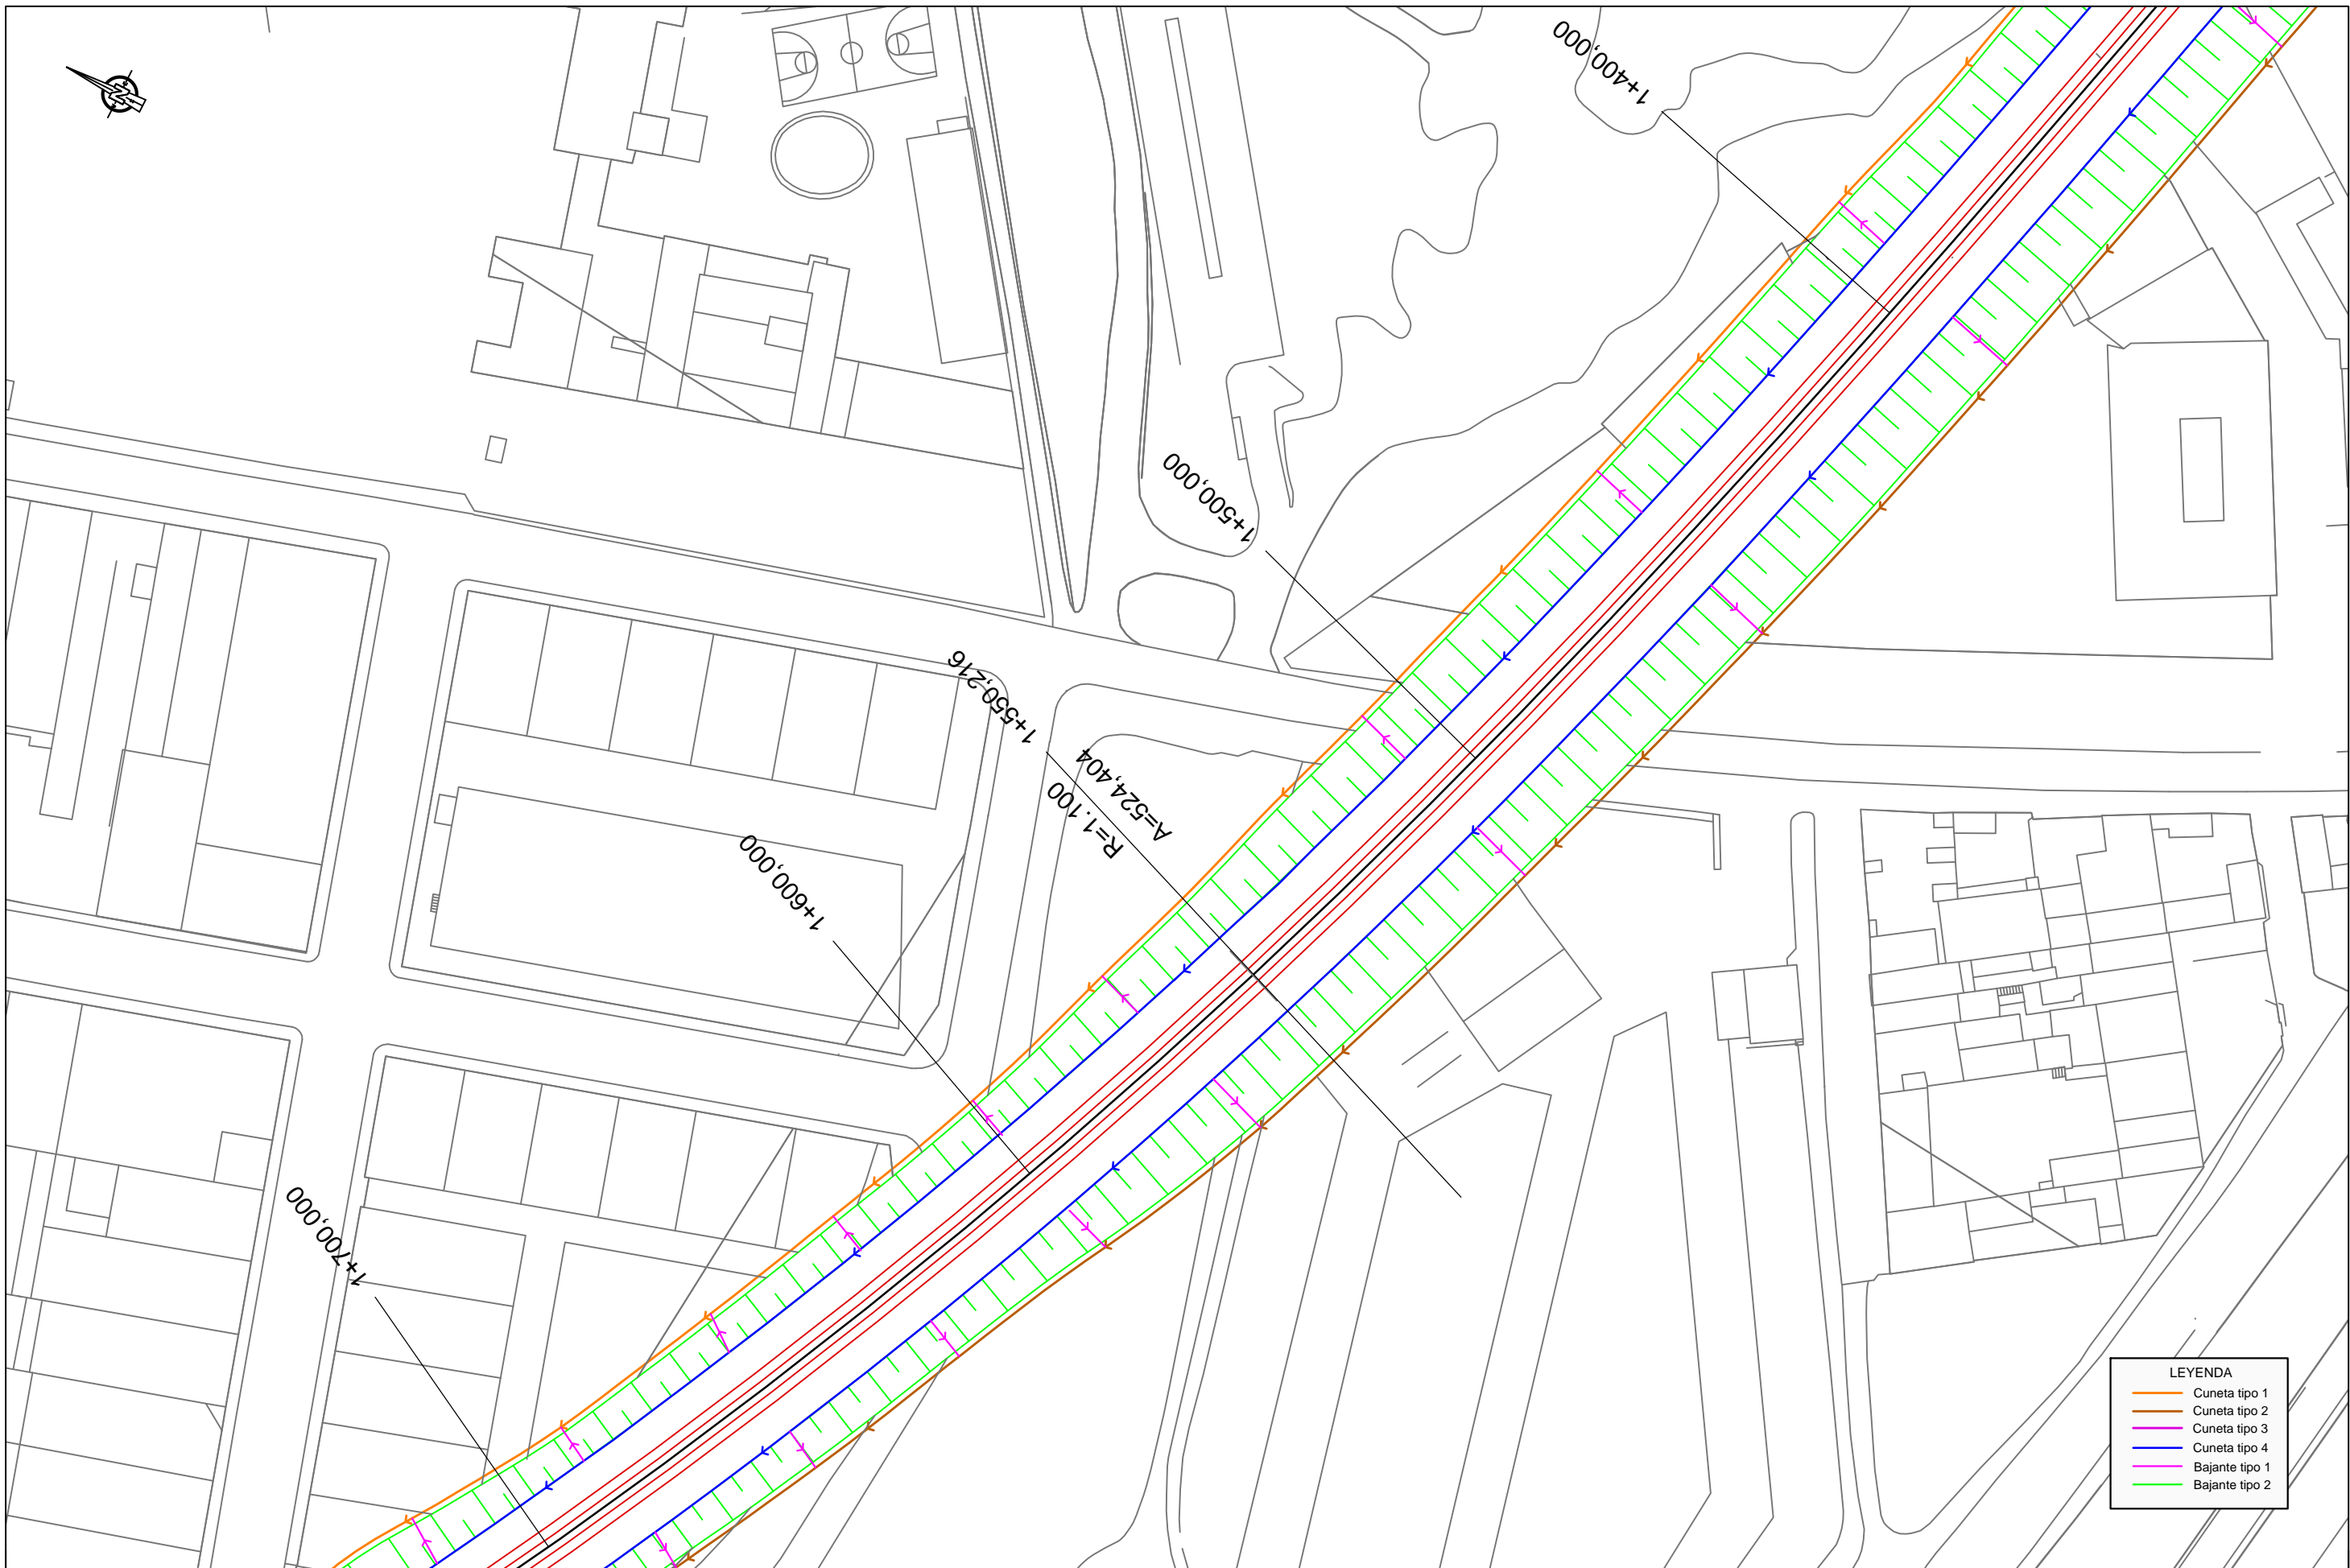 1+400,000
1+500,000
1+550,216
A=524,404
R=1.100
1+600,000
1+700,000
N
LEYENDA
Cuneta tipo 1
Cuneta tipo 2
Cuneta tipo 3
Cuneta tipo 4
Bajante tipo 1
Bajante tipo 2